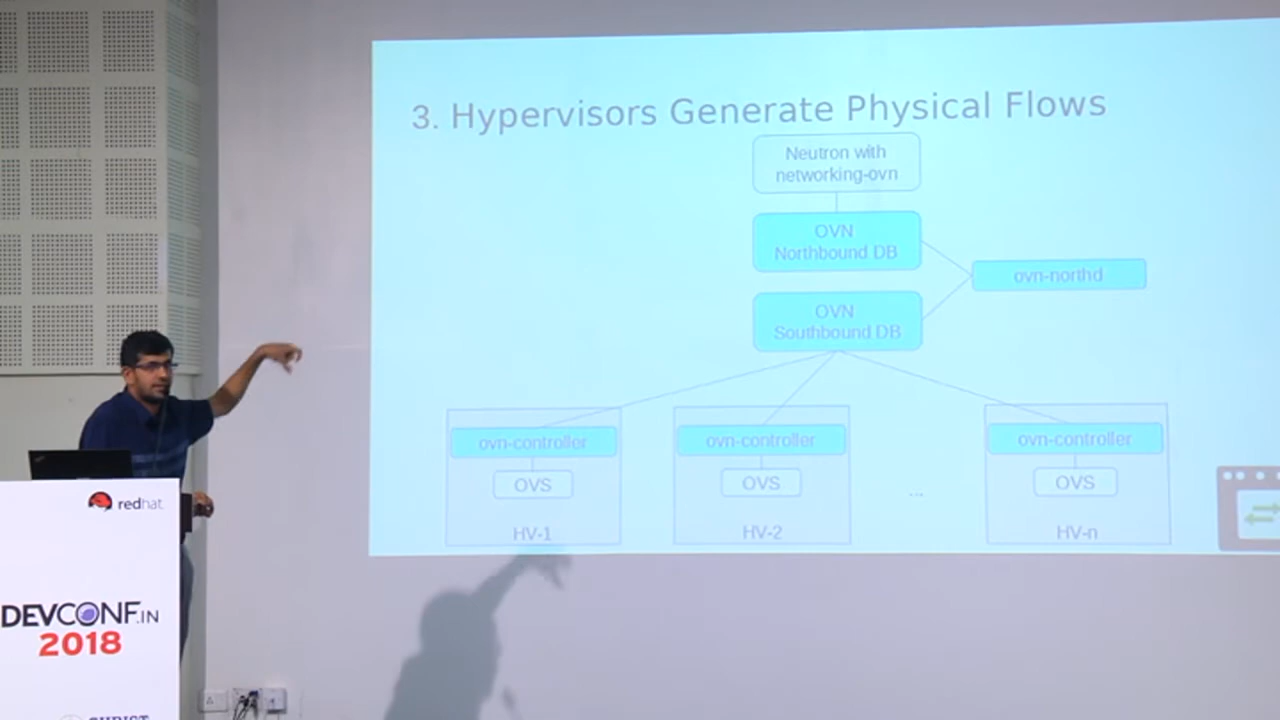 3. Hypervisors Generate Physical Flows
Neutron with
networking-ovn
OVN
Northbound DB
ovn-northd
OVN
Southbound DB
ovn-controller
OVS
HV-1
ovn-controller
OVS
HV-2
...
ovn-controller
OVS
HV-n
redhat
DEVCONF.IN
2018
CHRIST